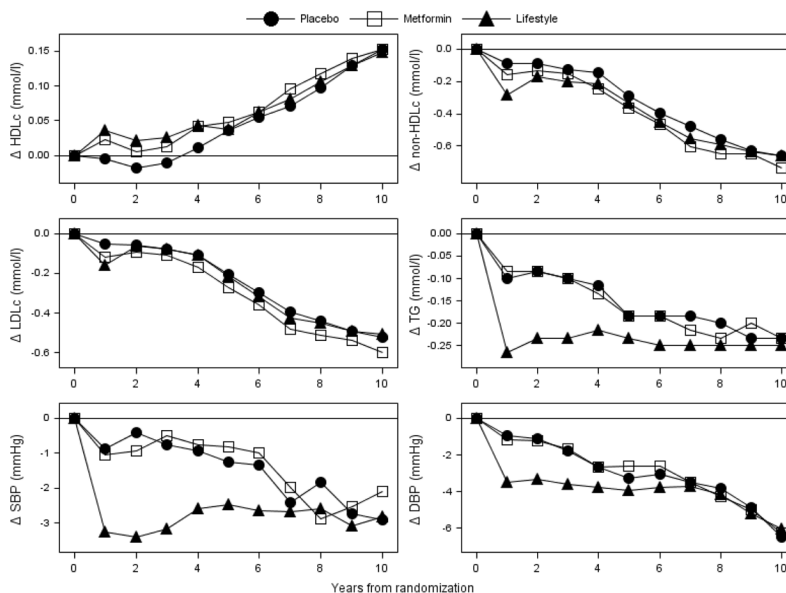 Placebo Metformin Lifestyle
Δ HDLc (mmol/l)
0.15
0.10
0.05
0.00
0 2 4 6 8 10
Δ non-HDLc (mmol/l)
-0.0
-0.2
-0.4
-0.6
0 2 4 6 8 10
Δ LDLc (mmol/l)
0.0
-0.2
-0.4
-0.6
0 2 4 6 8 10
Δ TG (mmol/l)
0.00
-0.05
-0.10
-0.15
-0.20
-0.25
0 2 4 6 8 10
Δ SBP (mmHg)
0
-1
-2
-3
0 2 4 6 8 10
Δ DBP (mmHg)
0
-2
-4
-6
0 2 4 6 8 10
Years from randomization